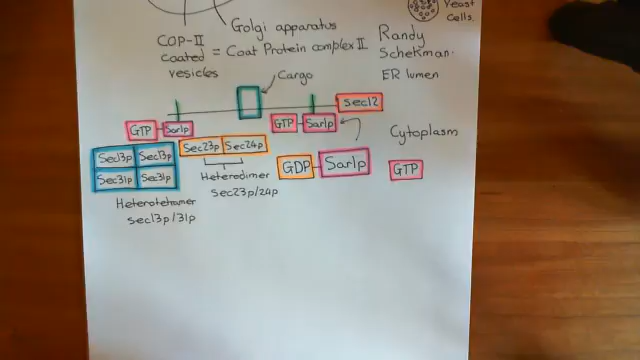 Yeast
cells.
Golgi apparatus
COP-II
coated
vesicles
= Coat Protein complex II
Randy
Schekman.
ER lumen
Cargo
Sec12
GTP
Sar1p
GTP
Sar1p
Cytoplasm
Sec13p Sec13p
Sec31p Sec31p
Sec23p Sec24p
GDP
Sar1p
GTP
Heterodimer
Sec23p/24p
Heterotetramer
Sec13p/31p